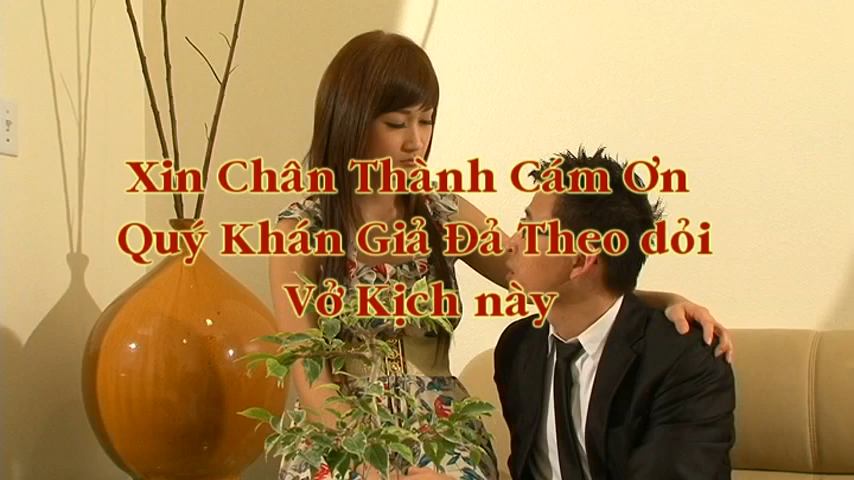 Xin Chân Thành Cám Ơn
Quý Khán Giả Đả Theo dỏi
Vở Kịch này